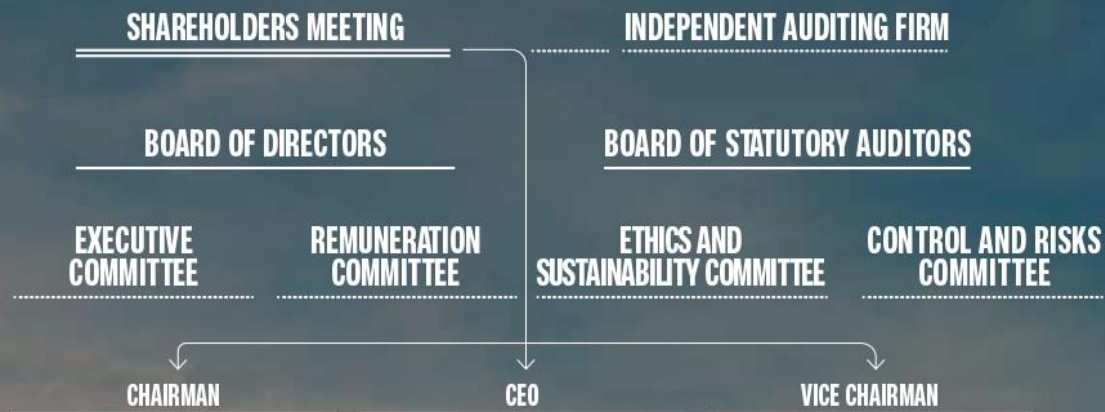 SHAREHOLDERS MEETING
INDEPENDENT AUDITING FIRM
BOARD OF DIRECTORS
BOARD OF STATUTORY AUDITORS
EXECUTIVE
COMMITTEE
REMUNERATION
COMMITTEE
ETHICS AND
SUSTAINABILITY COMMITTEE
CONTROL AND RISKS
COMMITTEE
CHAIRMAN
CEO
VICE CHAIRMAN